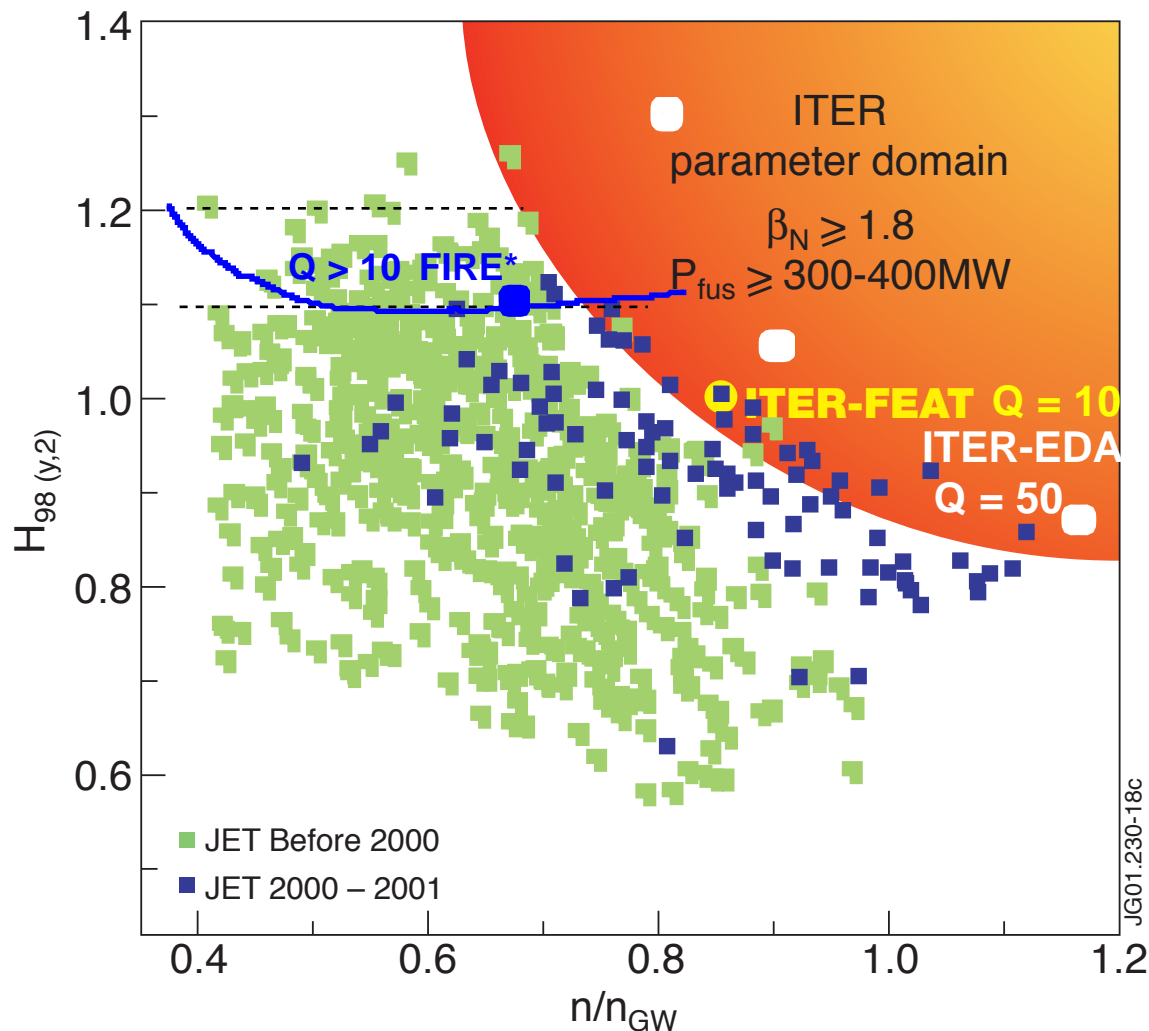 1.4
1.2
1.0
0.8
0.6
H98 (y,2)
ITER
parameter domain
βN ⩾ 1.8
Pfus ⩾ 300-400MW
Q > 10 FIRE*
ITER-FEAT Q = 10
ITER-EDA
Q = 50
JET Before 2000
JET 2000 – 2001
0.4
0.6
0.8
1.0
1.2
n/nGW
JG01.230-18c